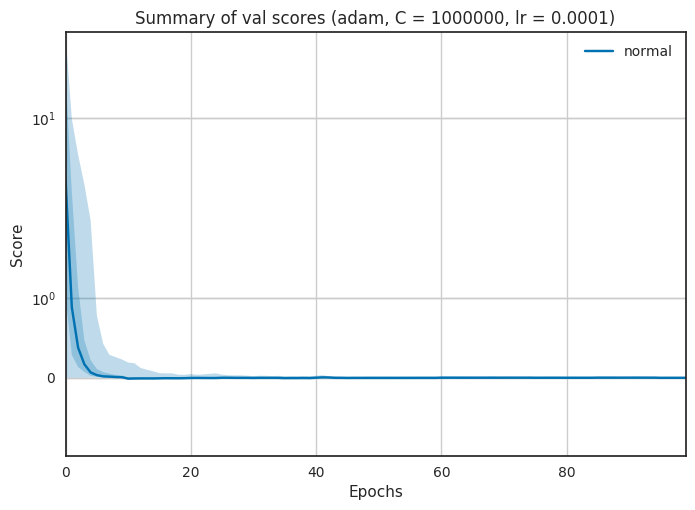 Summary of val scores (adam, C = 1000000, lr = 0.0001)
normal
10¹
10⁰
0
Score
0 20 40 60 80
Epochs